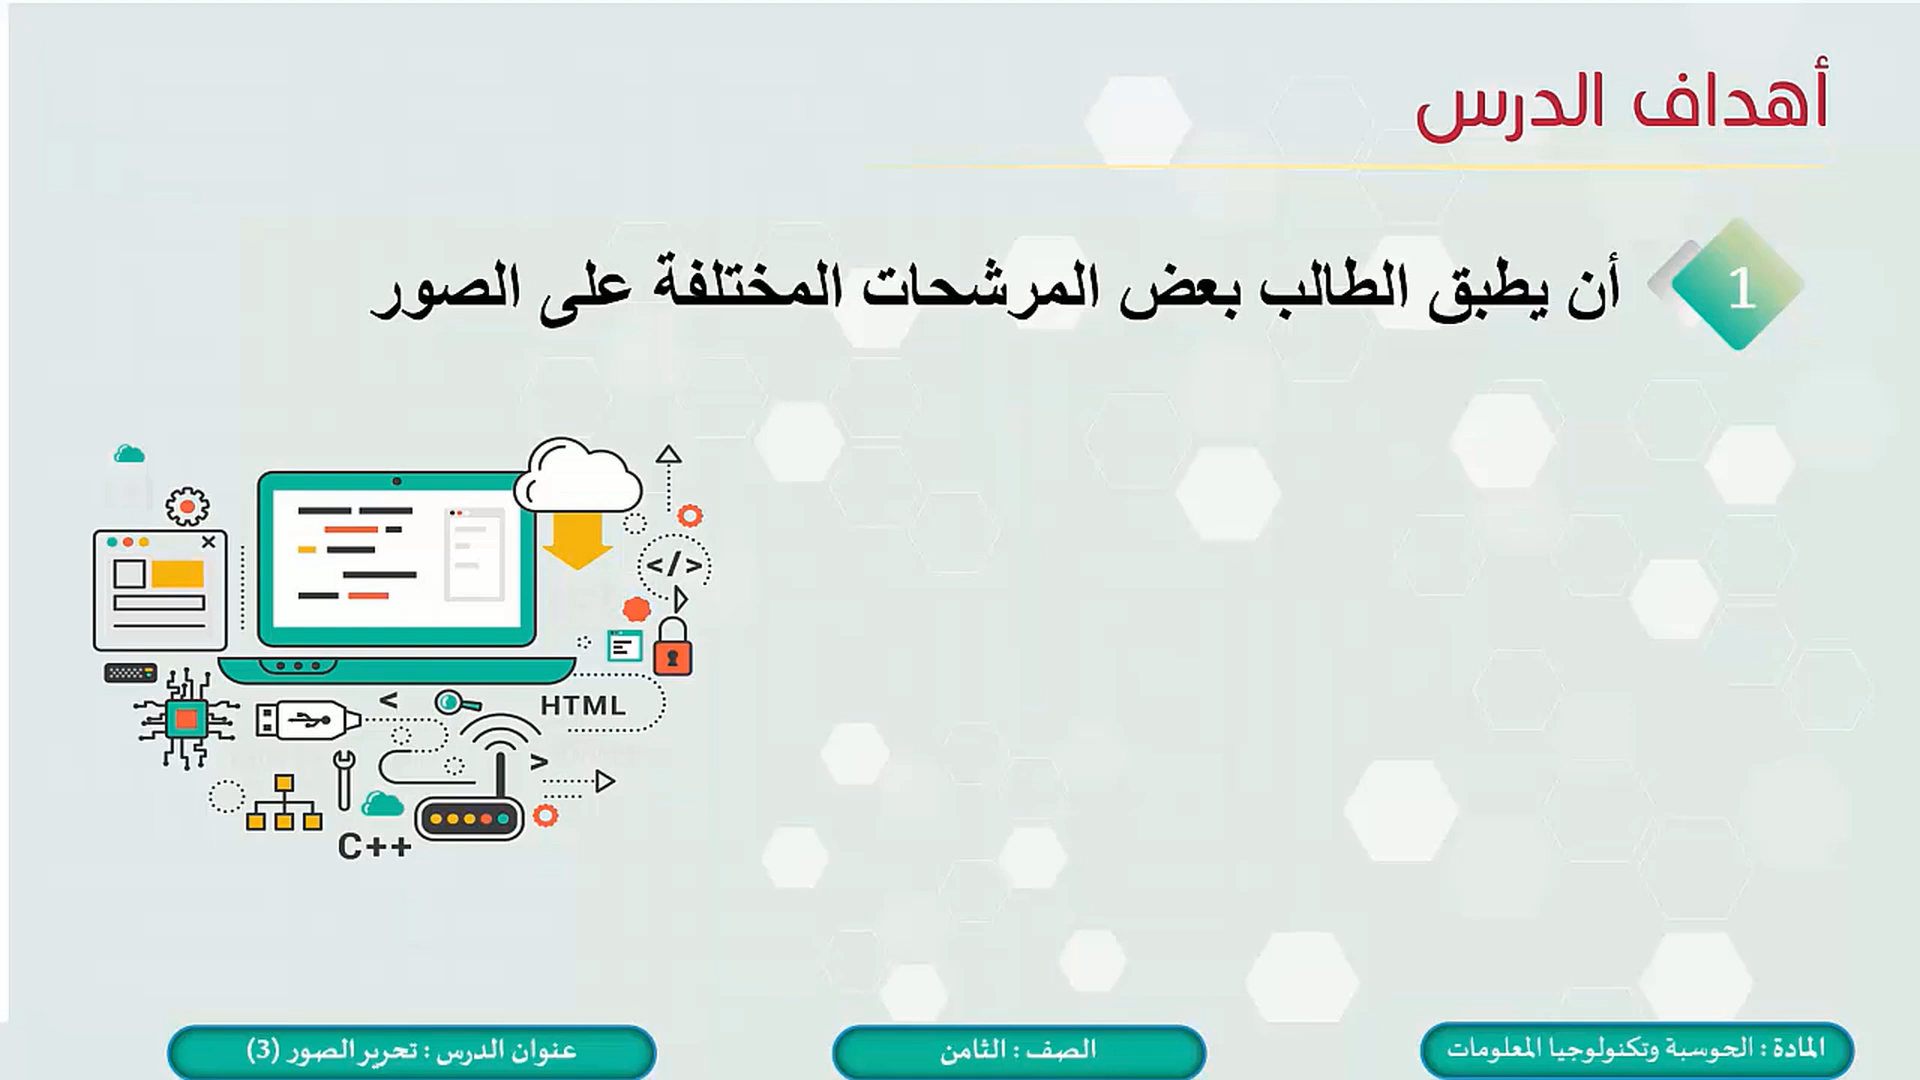 أهداف الدرس
1
أن يطبق الطالب بعض المرشحات المختلفة على الصور
</>
HTML
<
>
C++
المادة : الحوسبة وتكنولوجيا المعلومات
الصف : الثامن
عنوان الدرس : تحرير الصور (3)